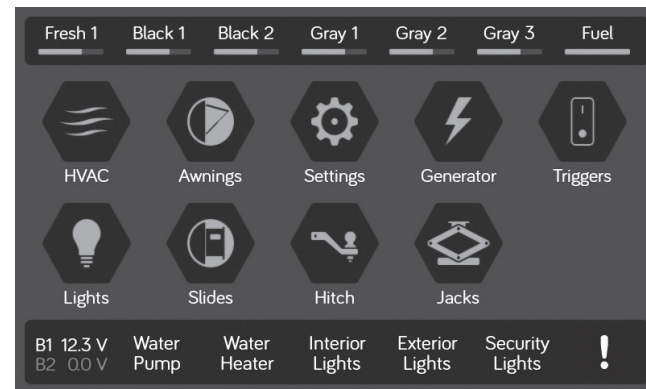 Fresh 1 Black 1 Black 2 Gray 1 Gray 2 Gray 3 Fuel
HVAC Awnings Settings Generator Triggers
Lights Slides Hitch Jacks
B1 12.3 V Water Water Interior Exterior Security
B2 0.0 V Pump Heater Lights Lights Lights !